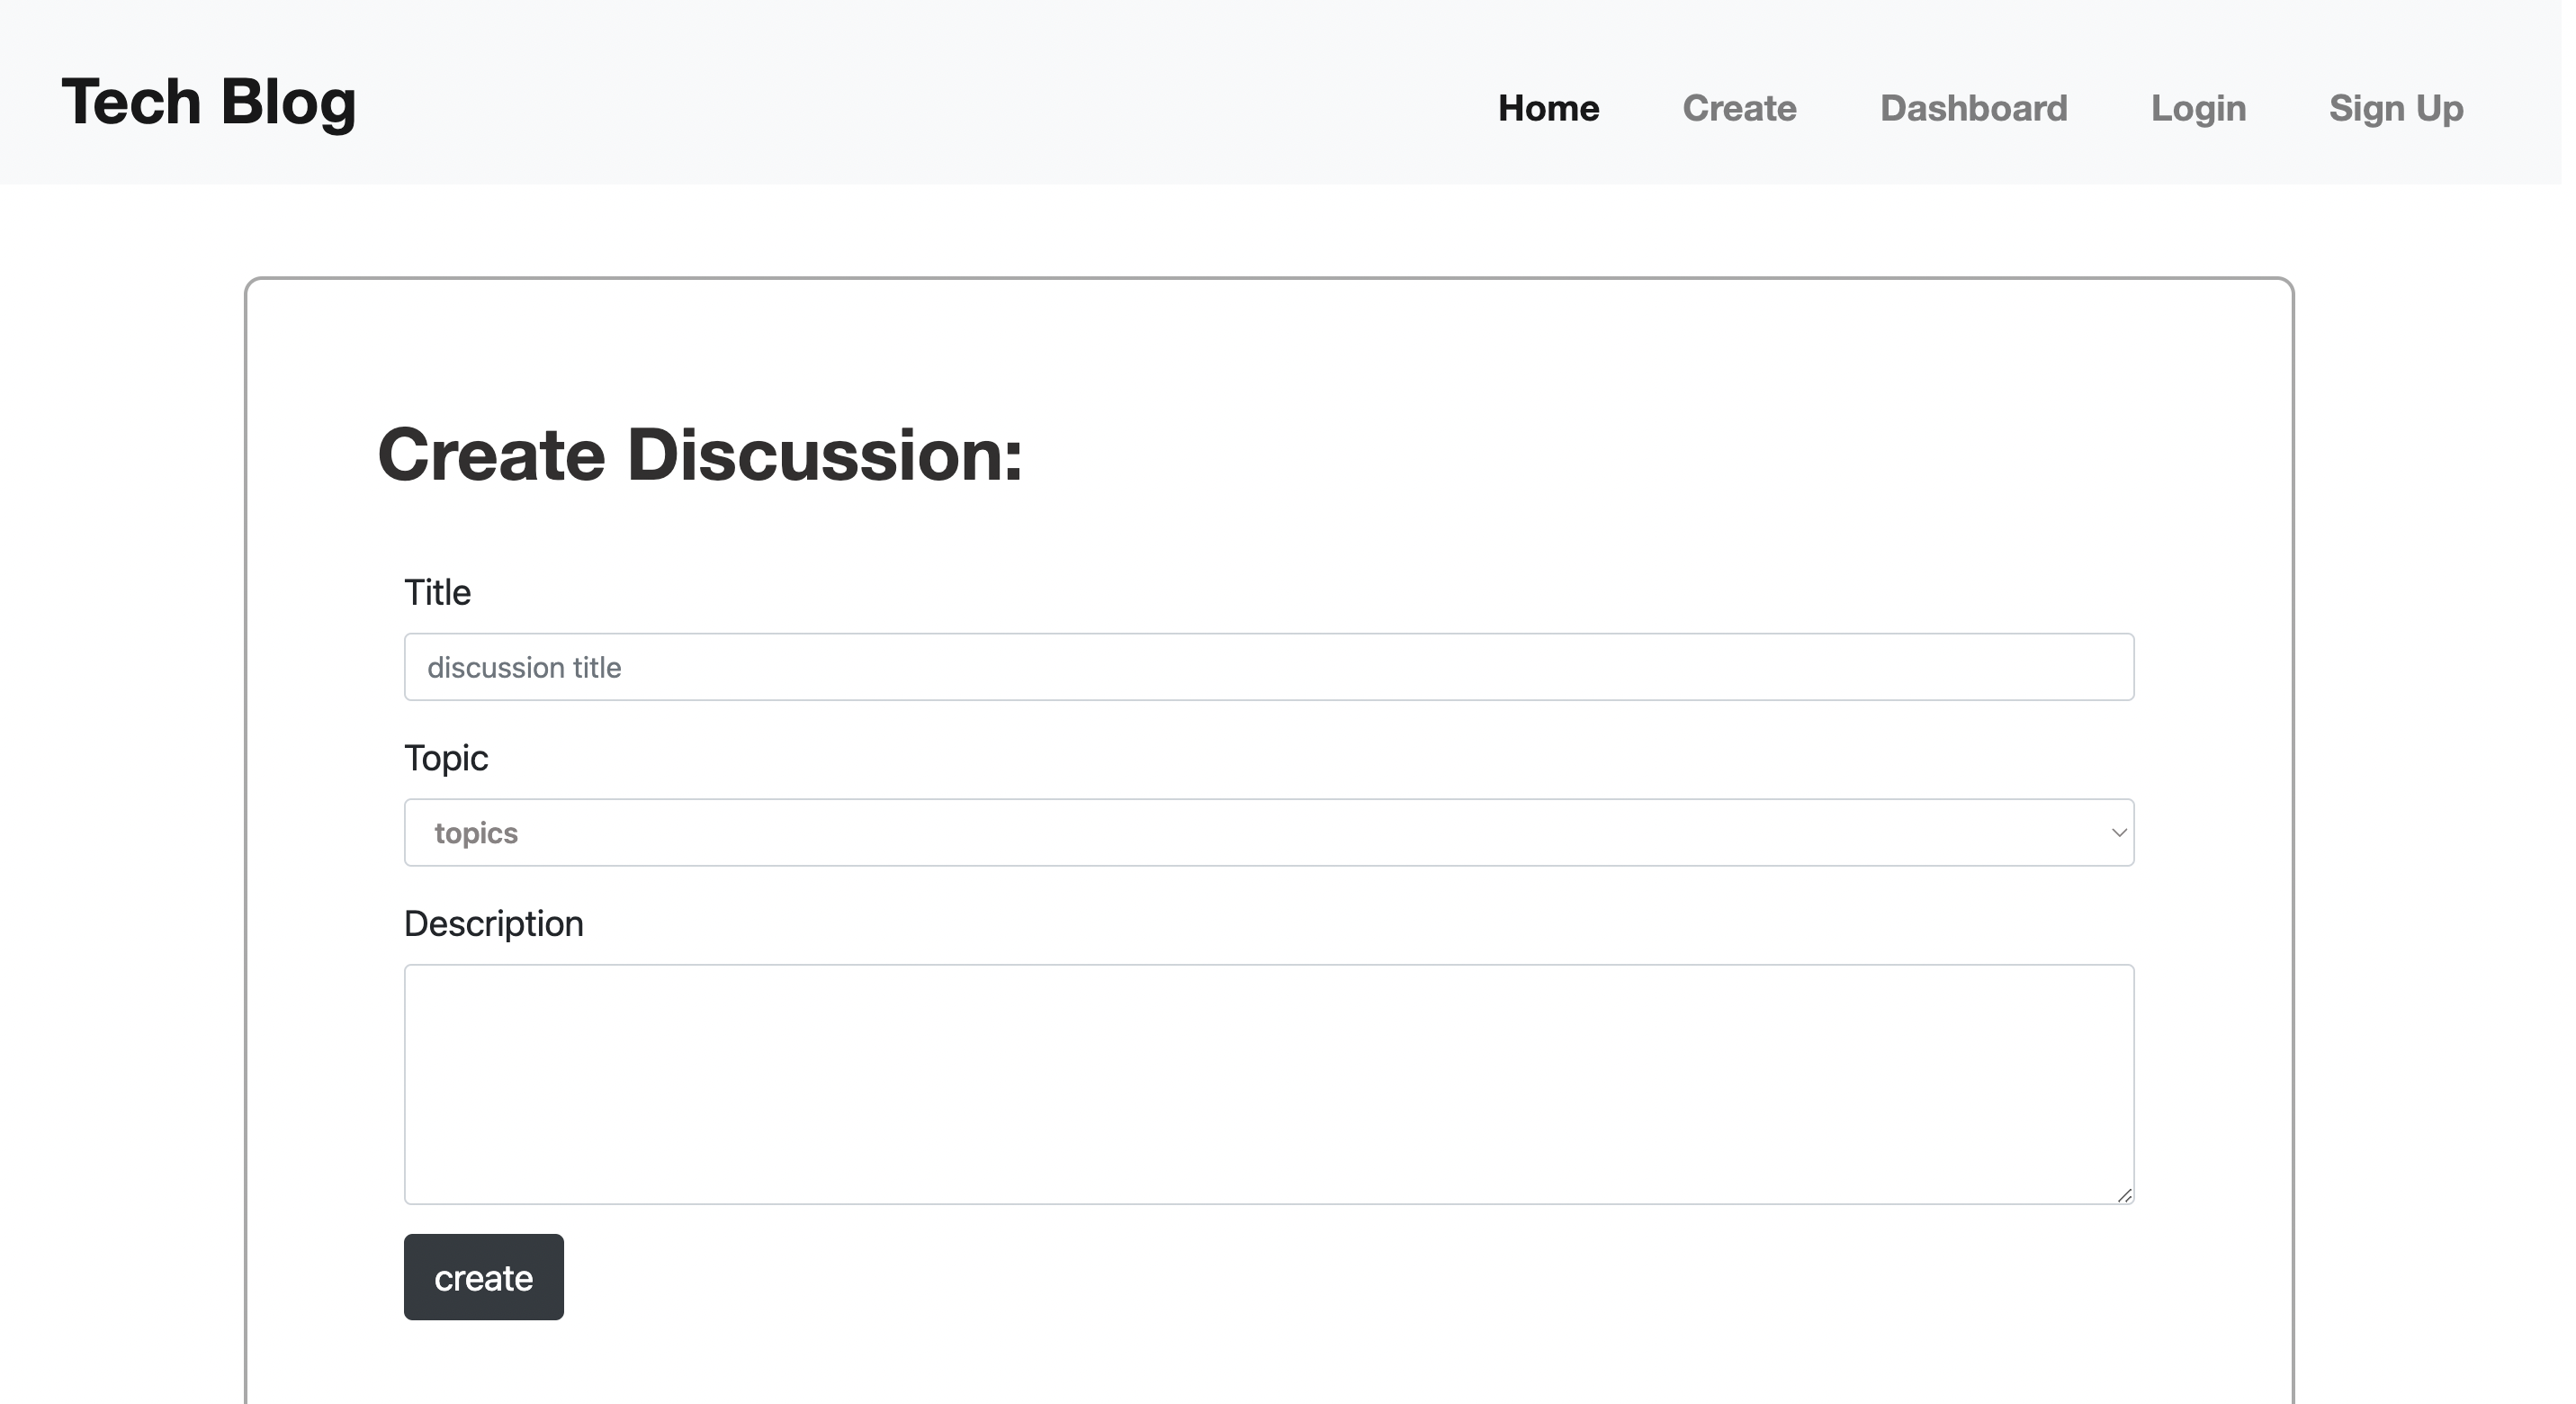 Tech Blog
Home Create Dashboard Login Sign Up
Create Discussion:
Title
discussion title
Topic
topics
Description
create